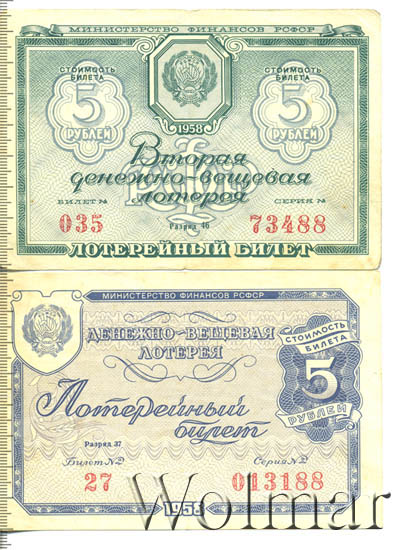 МИНИСТЕРСТВО ФИНАНСОВ РСФСР
СТОИМОСТЬ БИЛЕТА
5
РУБЛЕЙ
1958
СТОИМОСТЬ БИЛЕТА
5
РУБЛЕЙ
Вторая
денежно-вещевая
лотерея
БИЛЕТ № СЕРИЯ №
035 Разряд 46 73488
ЛОТЕРЕЙНЫЙ БИЛЕТ
МИНИСТЕРСТВО ФИНАНСОВ РСФСР
ДЕНЕЖНО-ВЕЩЕВАЯ
ЛОТЕРЕЯ
СТОИМОСТЬ
БИЛЕТА
5
РУБЛЕЙ
Лотерейный
билет
Разряд 37
Билет № Серия №
27 013188
1958
Wolmar